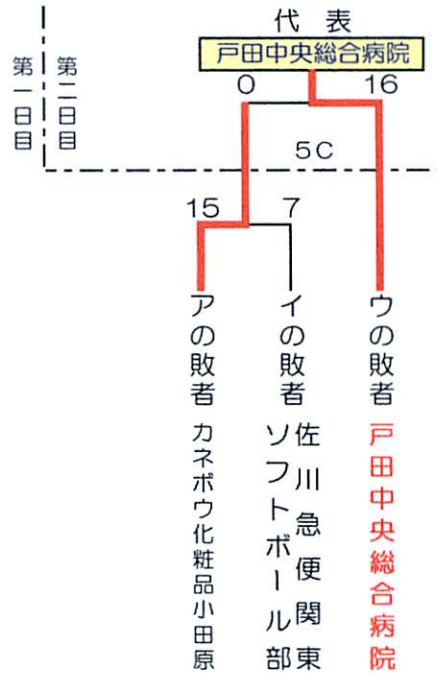 代表
戸田中央総合病院
第一日目
第二日目
0 16
5C
15 7
アの敗者
カネボウ化粧品小田原
イの敗者
佐川急便関東
ソフトボール部
ウの敗者
戸田中央総合病院